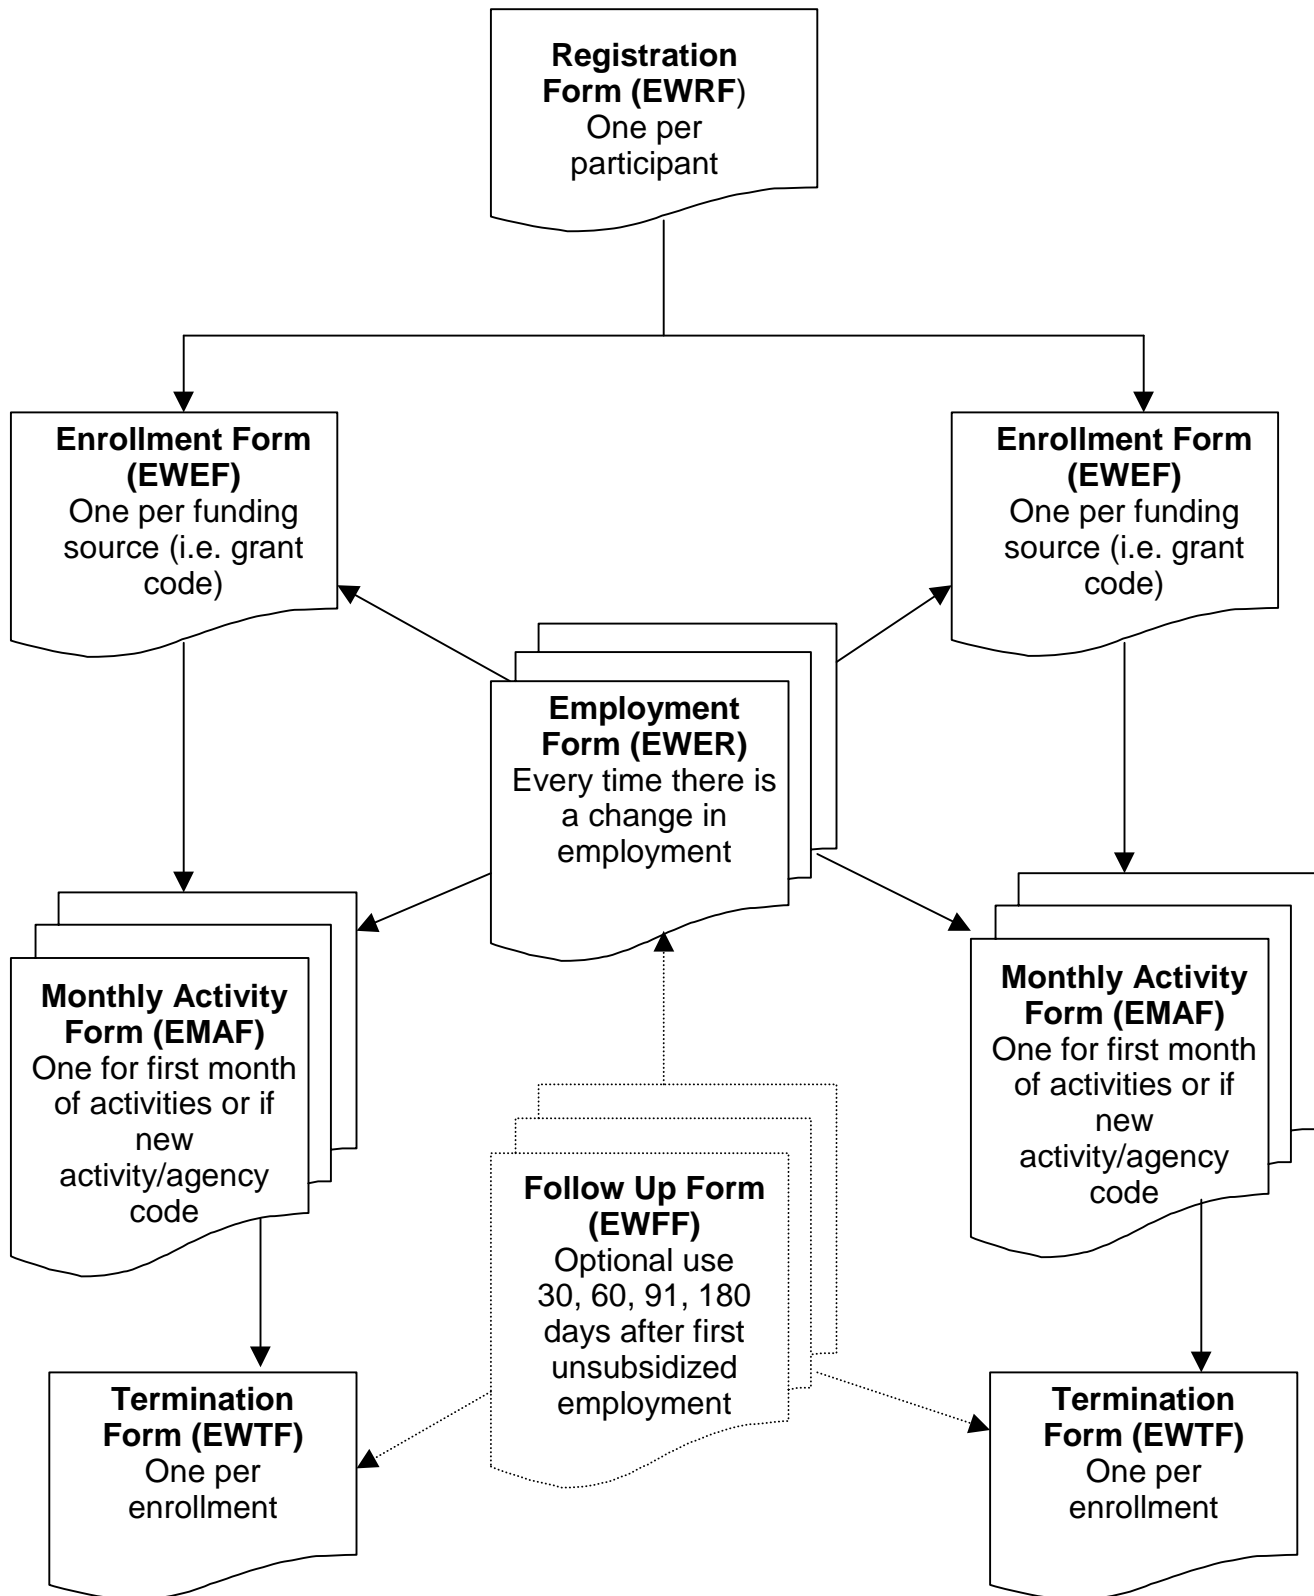 Registration
Form (EWRF)
One per
participant
Enrollment Form
(EWEF)
One per funding
source (i.e. grant
code)
Enrollment Form
(EWEF)
One per funding
source (i.e. grant
code)
Employment
Form (EWER)
Every time there is
a change in
employment
Monthly Activity
Form (EMAF)
One for first month
of activities or if
new
activity/agency
code
Monthly Activity
Form (EMAF)
One for first month
of activities or if
new
activity/agency
code
Follow Up Form
(EWFF)
Optional use
30, 60, 91, 180
days after first
unsubsidized
employment
Termination
Form (EWTF)
One per
enrollment
Termination
Form (EWTF)
One per
enrollment